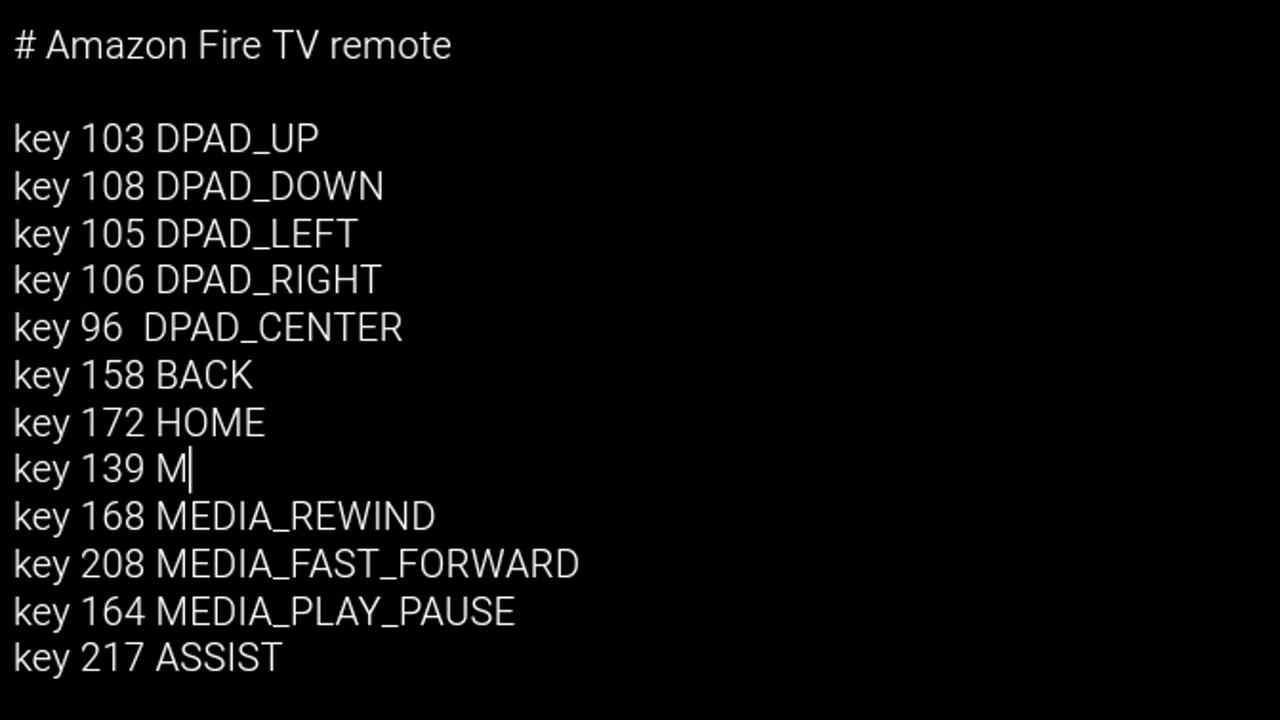 # Amazon Fire TV remote
key 103 DPAD_UP
key 108 DPAD_DOWN
key 105 DPAD_LEFT
key 106 DPAD_RIGHT
key 96  DPAD_CENTER
key 158 BACK
key 172 HOME
key 139 M
key 168 MEDIA_REWIND
key 208 MEDIA_FAST_FORWARD
key 164 MEDIA_PLAY_PAUSE
key 217 ASSIST